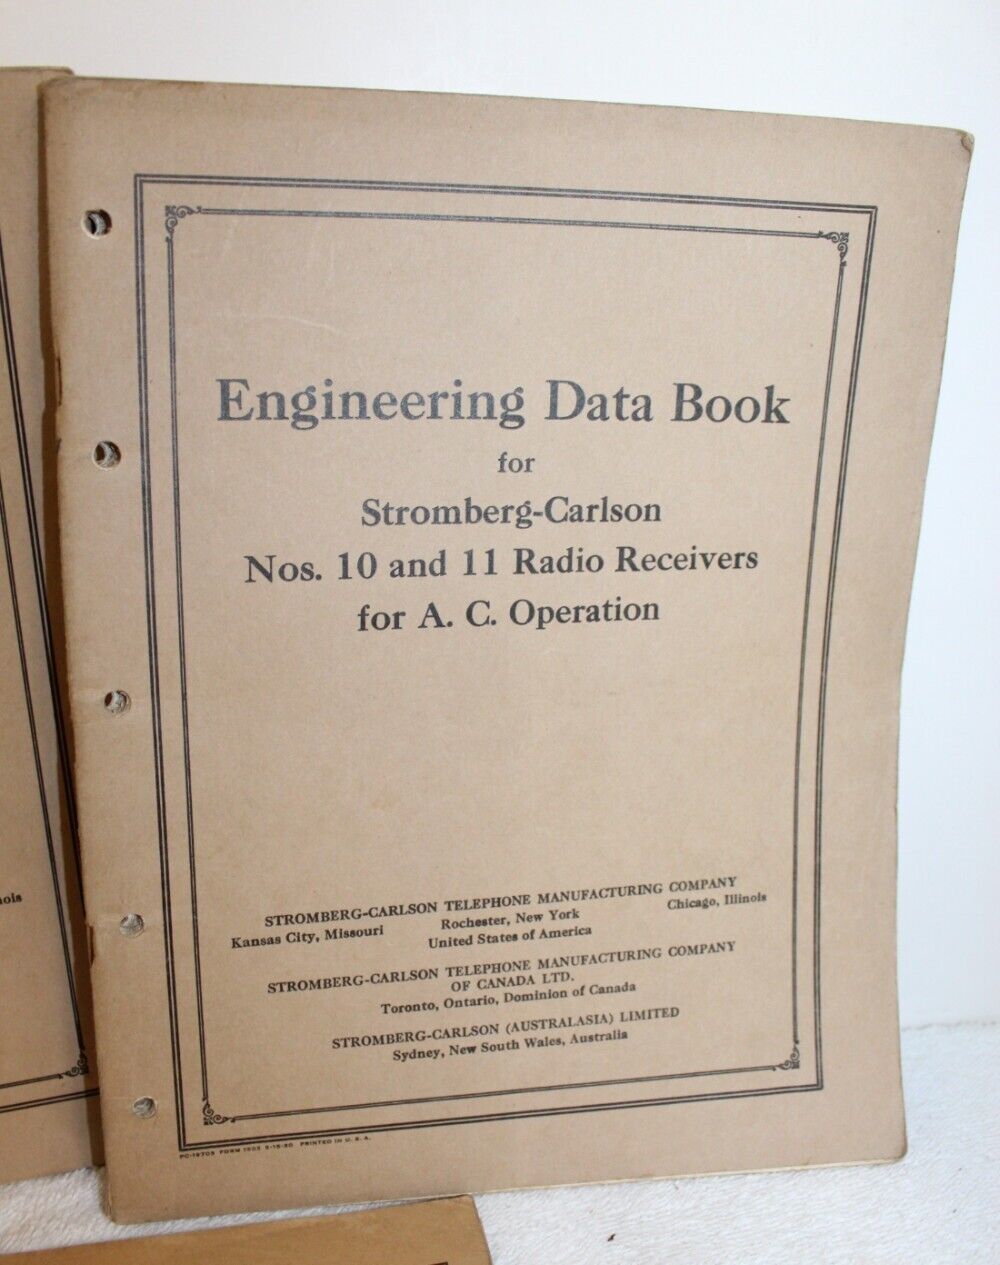 Engineering Data Book
for
Stromberg-Carlson
Nos. 10 and 11 Radio Receivers
for A. C. Operation
STROMBERG-CARLSON TELEPHONE MANUFACTURING COMPANY
Kansas City, Missouri Rochester, New York Chicago, Illinois
United States of America
STROMBERG-CARLSON TELEPHONE MANUFACTURING COMPANY
OF CANADA LTD.
Toronto, Ontario, Dominion of Canada
STROMBERG-CARLSON (AUSTRALASIA) LIMITED
Sydney, New South Wales, Australia
FORM PRINTED IN U. S. A.
nois